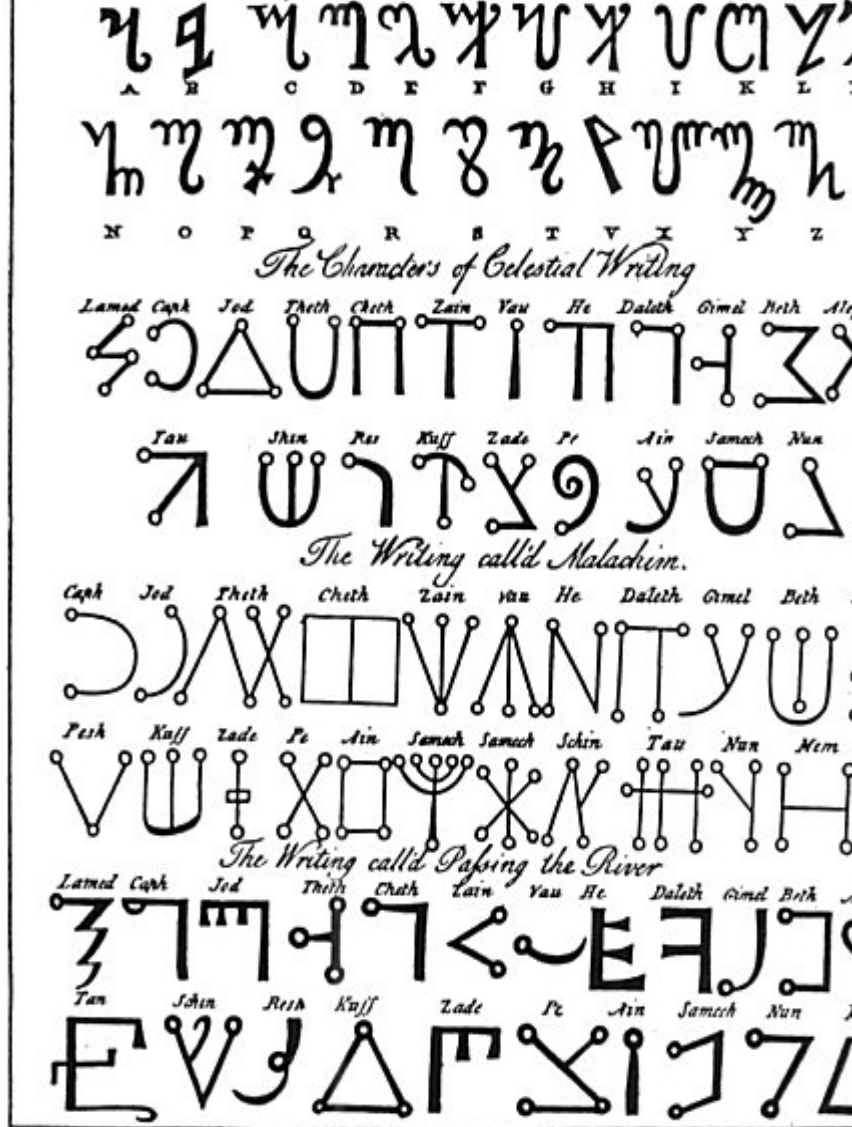 A B C D E F G H I K L
N O P Q R S T V X Y Z
The Characters of Celestial Writing
Lamed Caph Jod Theth Cheth Zain Vau He Daleth Gimel Beth
Tau Shin Res Kuff Zade Pe Ain Samech Nun
The Writing call'd Malachim.
Caph Jod Theth Cheth Zain Vau He Daleth Gimel Beth
Resh Kuff Zade Pe Ain Samech Samech Schin Tau Nun Mem
The Writing call'd Paſsing the River
Lamed Caph Jod Theth Cheth Zain Vau He Daleth Gimel Beth
Tau Schin Resh Kuff Zade Pe Ain Samech Nun